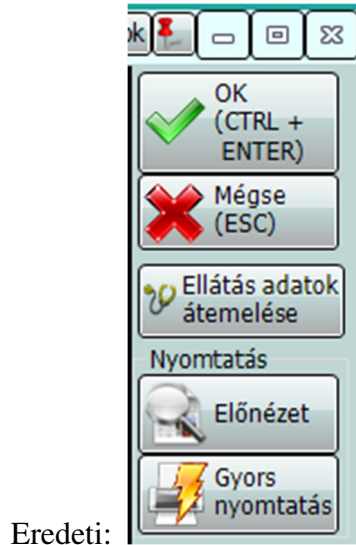 ok
OK
(CTRL +
ENTER)
Mégse
(ESC)
Ellátás adatok
átemelése
Nyomtatás
Előnézet
Gyors
nyomtatás
Eredeti: